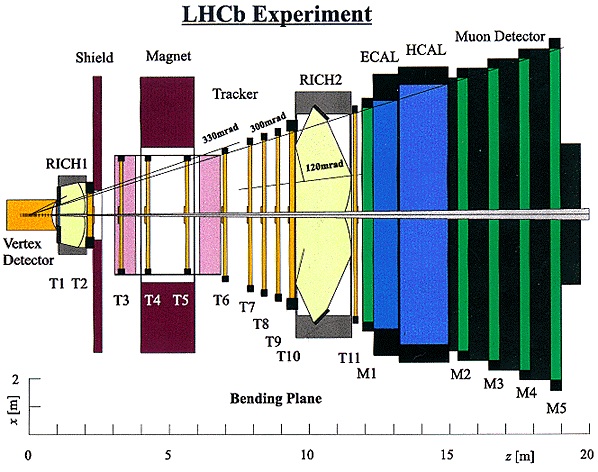 LHCb Experiment
Shield
Magnet
Tracker
RICH2
ECAL
HCAL
Muon Detector
RICH1
330mrad
300mrad
120mrad
Vertex
Detector
T1
T2
T3
T4
T5
T6
T7
T8
T9
T10
T11
M1
M2
M3
M4
M5
2
x [m]
Bending Plane
0
5
10
15
z [m]
20